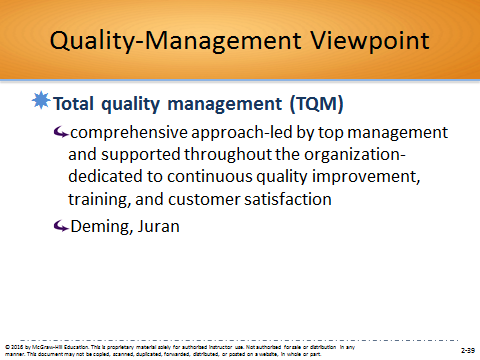 Quality-Management Viewpoint
Total quality management (TQM)
comprehensive approach-led by top management
and supported throughout the organization-
dedicated to continuous quality improvement,
training, and customer satisfaction
Deming, Juran
© 2016 by McGraw-Hill Education. This is proprietary material solely for authorized instructor use. Not authorized for sale or distribution in any
manner. This document may not be copied, scanned, duplicated, forwarded, distributed, or posted on a website, in whole or part.
2-39